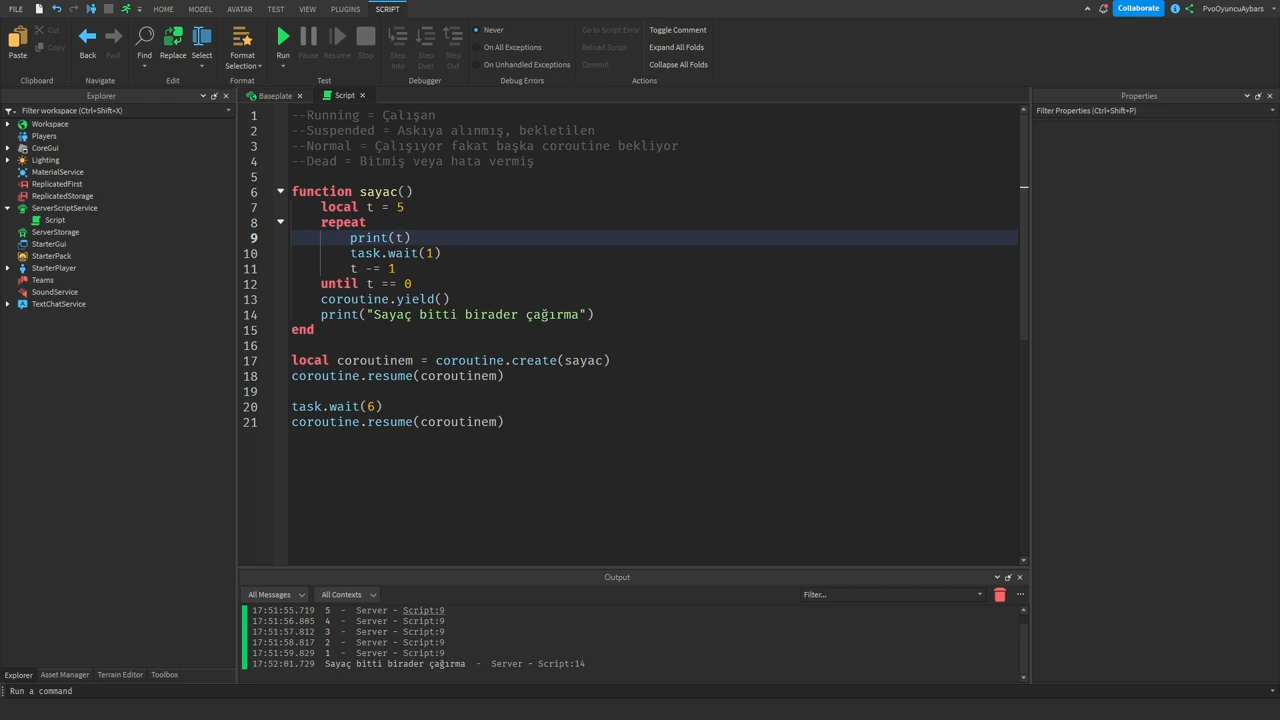 FILE HOME MODEL AVATAR TEST VIEW PLUGINS SCRIPT Collaborate PvoOyuncuAybars
Paste Cut Copy Back Fwd Find Replace Select Format Selection Run Pause Resume Stop Step Into Step Over Step Out Never On All Exceptions On Unhandled Exceptions Go to Script Error Reload Script Commit Toggle Comment Expand All Folds Collapse All Folds
Clipboard Navigate Edit Format Test Debugger Debug Errors Actions
Explorer
Filter workspace (Ctrl+Shift+X)
Workspace
Players
CoreGui
Lighting
MaterialService
ReplicatedFirst
ReplicatedStorage
ServerScriptService
Script
ServerStorage
StarterGui
StarterPack
StarterPlayer
Teams
SoundService
TextChatService
Explorer Asset Manager Terrain Editor Toolbox
Baseplate Script
1 --Running = Çalışan
2 --Suspended = Askıya alınmış, bekletilen
3 --Normal = Çalışıyor fakat başka coroutine bekliyor
4 --Dead = Bitmiş veya hata vermiş
5
6 function sayac()
7 local t = 5
8 repeat
9 print(t)
10 task.wait(1)
11 t -= 1
12 until t == 0
13 coroutine.yield()
14 print("Sayaç bitti birader çağırma")
15 end
16
17 local coroutinem = coroutine.create(sayac)
18 coroutine.resume(coroutinem)
19
20 task.wait(6)
21 coroutine.resume(coroutinem)
Output
All Messages All Contexts Filter...
17:51:55.719 5 - Server - Script:9
17:51:56.805 4 - Server - Script:9
17:51:57.812 3 - Server - Script:9
17:51:58.817 2 - Server - Script:9
17:51:59.829 1 - Server - Script:9
17:52:01.729 Sayaç bitti birader çağırma - Server - Script:14
Properties
Filter Properties (Ctrl+Shift+P)
Run a command